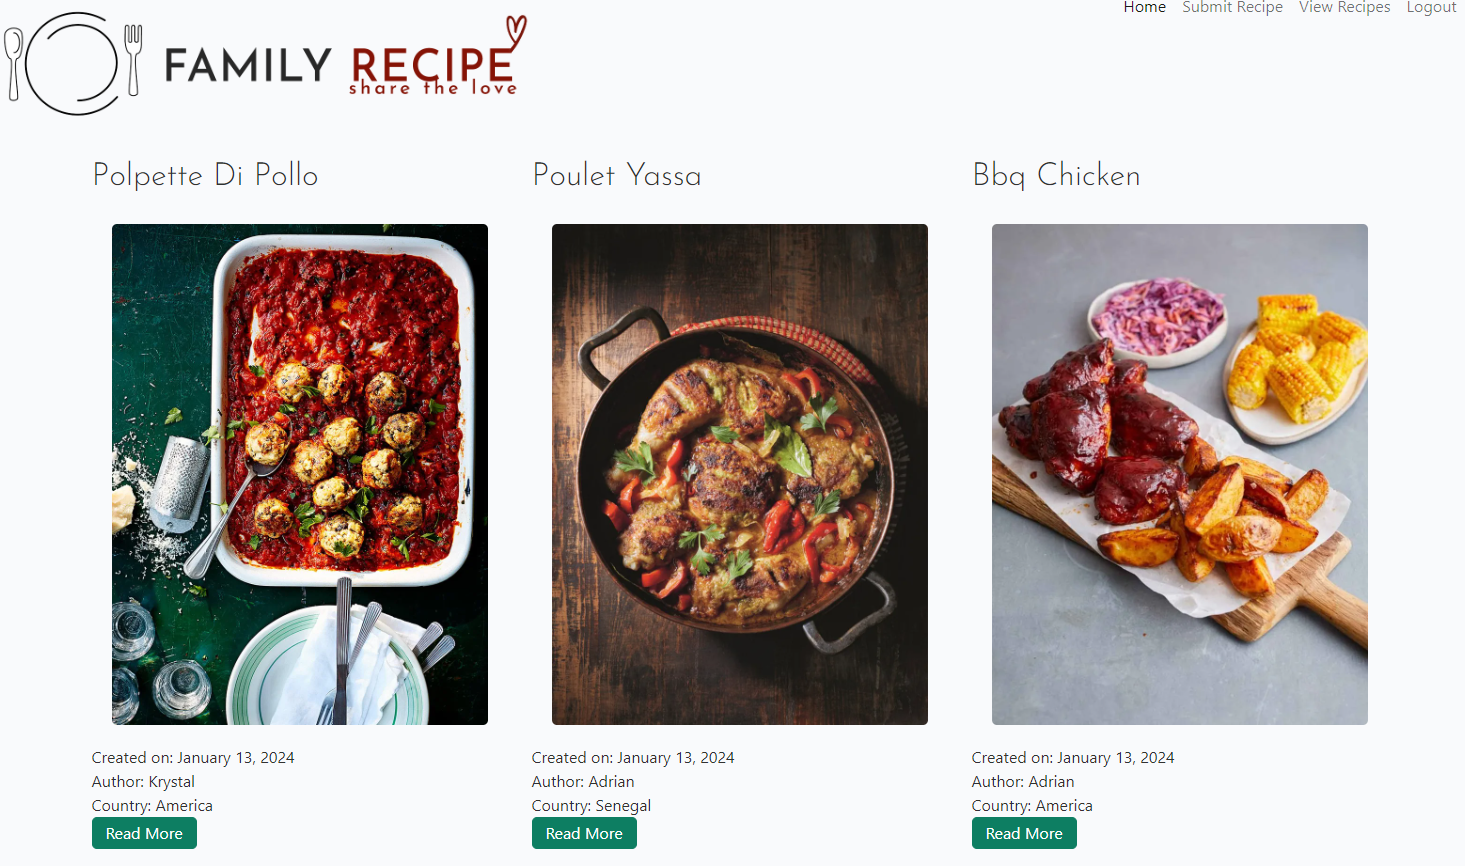 Home Submit Recipe View Recipes Logout
FAMILY RECIPE
share the love
Polpette Di Pollo
Poulet Yassa
Bbq Chicken
Created on: January 13, 2024
Author: Krystal
Country: America
Read More
Created on: January 13, 2024
Author: Adrian
Country: Senegal
Read More
Created on: January 13, 2024
Author: Adrian
Country: America
Read More